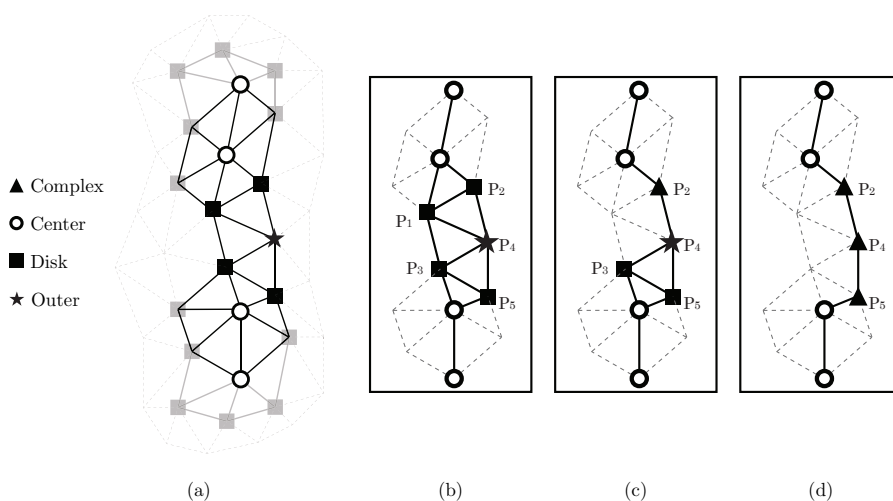 Complex
Center
Disk
Outer
P₂
P₁
P₄
P₃
P₅
P₂
P₄
P₃
P₅
P₂
P₄
P₅
(a)
(b)
(c)
(d)